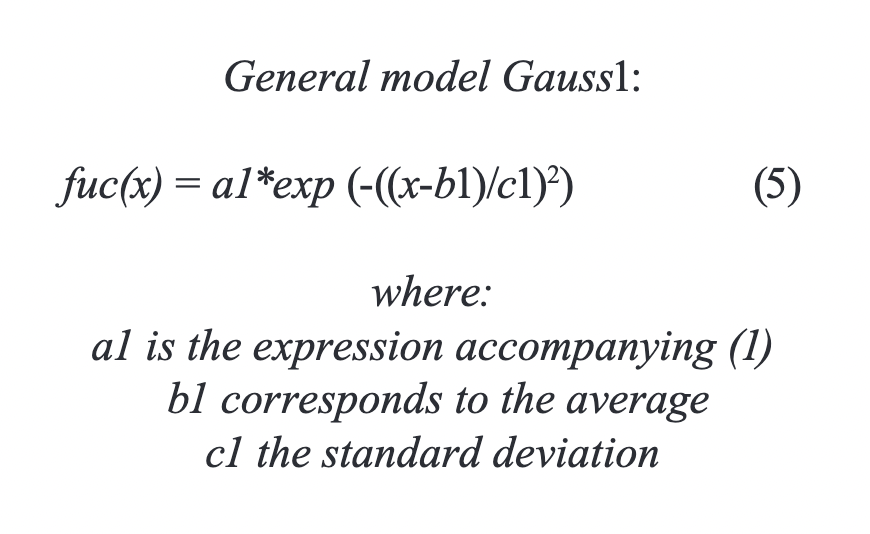 General model Gauss1:
fuc(x) = a1*exp (-((x-b1)/c1)²) (5)
where:
a1 is the expression accompanying (1)
b1 corresponds to the average
c1 the standard deviation